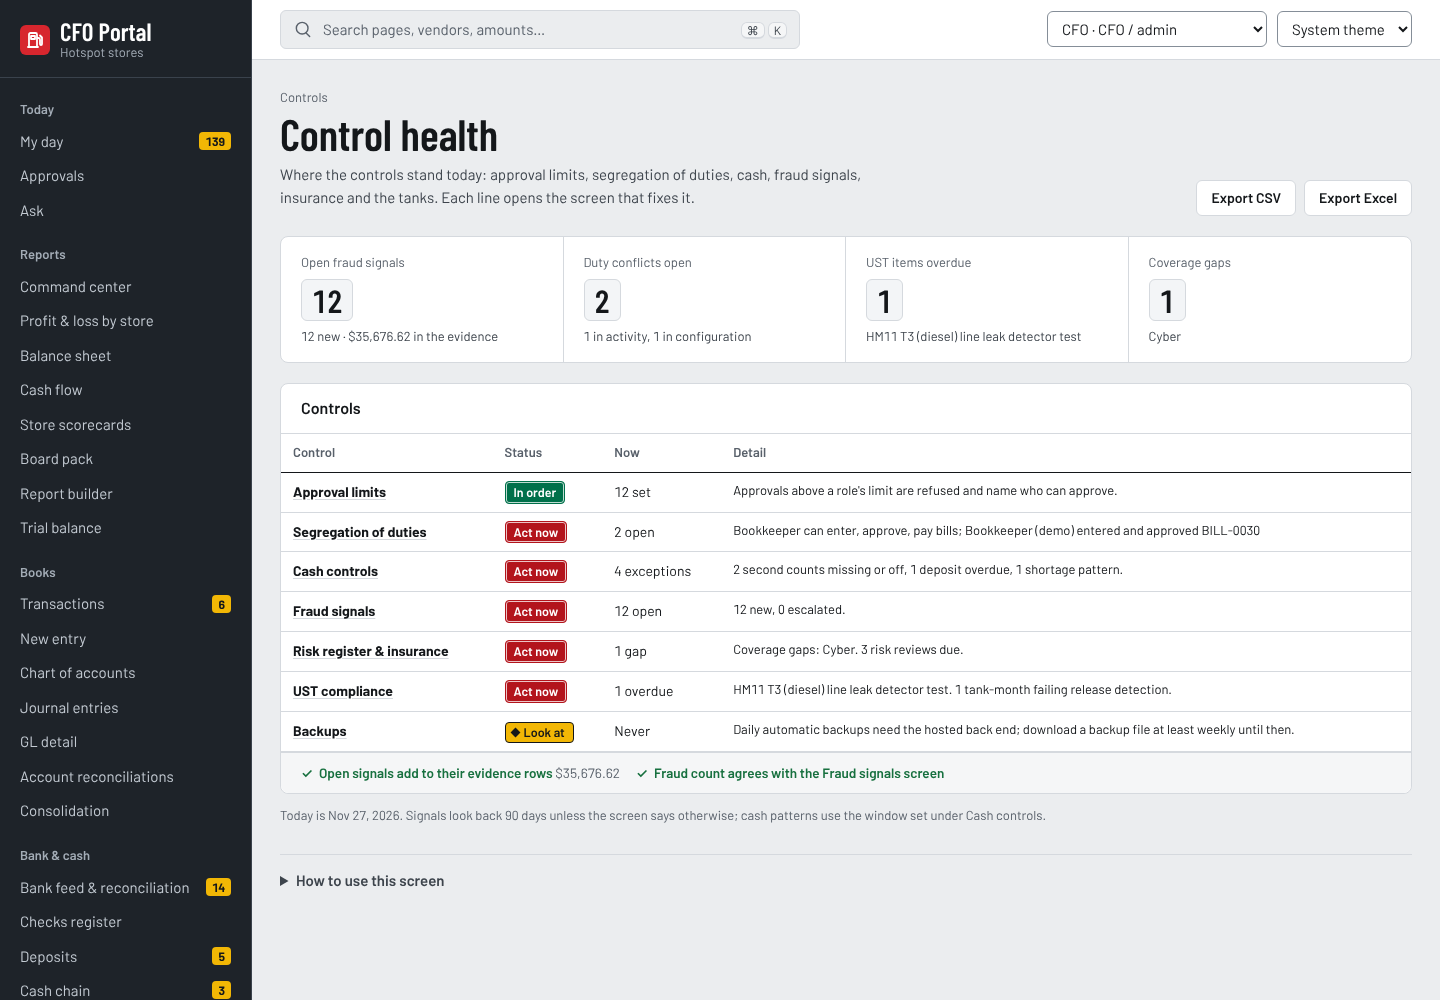 CFO Portal
Hotspot stores
Search pages, vendors, amounts...
⌘ K
CFO · CFO / admin
System theme
Today
My day 139
Approvals
Ask
Reports
Command center
Profit & loss by store
Balance sheet
Cash flow
Store scorecards
Board pack
Report builder
Trial balance
Books
Transactions 6
New entry
Chart of accounts
Journal entries
GL detail
Account reconciliations
Consolidation
Bank & cash
Bank feed & reconciliation 14
Checks register
Deposits 5
Cash chain 3
Controls
Control health
Where the controls stand today: approval limits, segregation of duties, cash, fraud signals,
insurance and the tanks. Each line opens the screen that fixes it.
Export CSV
Export Excel
Open fraud signals
12
12 new · $35,676.62 in the evidence
Duty conflicts open
2
1 in activity, 1 in configuration
UST items overdue
1
HM11 T3 (diesel) line leak detector test
Coverage gaps
1
Cyber
Controls
Control Status Now Detail
Approval limits In order 12 set Approvals above a role's limit are refused and name who can approve.
Segregation of duties Act now 2 open Bookkeeper can enter, approve, pay bills; Bookkeeper (demo) entered and approved BILL-0030
Cash controls Act now 4 exceptions 2 second counts missing or off, 1 deposit overdue, 1 shortage pattern.
Fraud signals Act now 12 open 12 new, 0 escalated.
Risk register & insurance Act now 1 gap Coverage gaps: Cyber. 3 risk reviews due.
UST compliance Act now 1 overdue HM11 T3 (diesel) line leak detector test. 1 tank-month failing release detection.
Backups ◆ Look at Never Daily automatic backups need the hosted back end; download a backup file at least weekly until then.
✓ Open signals add to their evidence rows $35,676.62 ✓ Fraud count agrees with the Fraud signals screen
Today is Nov 27, 2026. Signals look back 90 days unless the screen says otherwise; cash patterns use the window set under Cash controls.
▶ How to use this screen